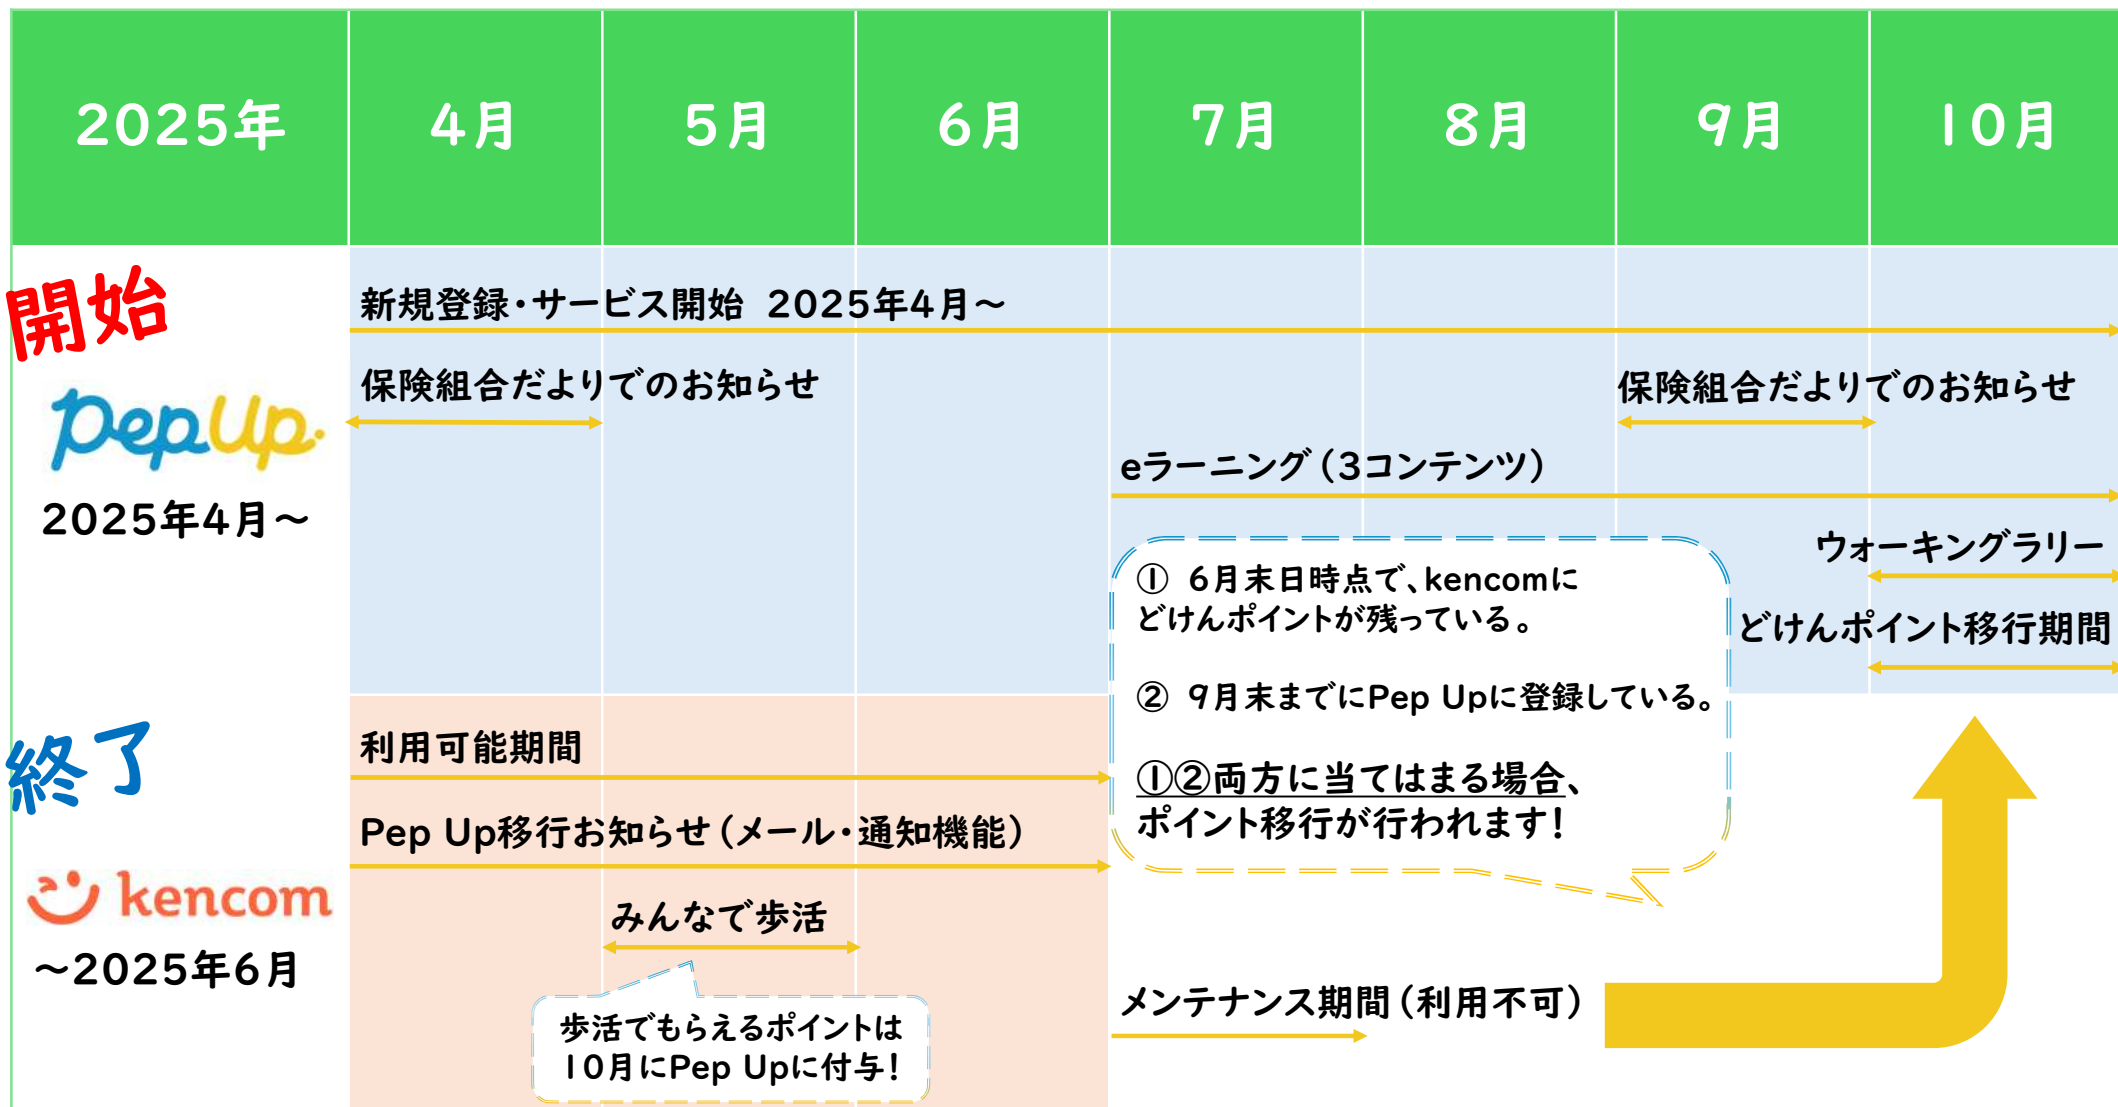 2025年 4月 5月 6月 7月 8月 9月 10月
開始
Pep Up
2025年4月～
新規登録・サービス開始 2025年4月～
保険組合だよりでのお知らせ
保険組合だよりでのお知らせ
eラーニング（3コンテンツ）
ウォーキングラリー
どけんポイント移行期間
① 6月末日時点で、kencomに
どけんポイントが残っている。
② 9月末までにPep Upに登録している。
①②両方に当てはまる場合、
ポイント移行が行われます！
終了
kencom
～2025年6月
利用可能期間
Pep Up移行お知らせ（メール・通知機能）
みんなで歩活
歩活でもらえるポイントは
10月にPep Upに付与！
メンテナンス期間（利用不可）